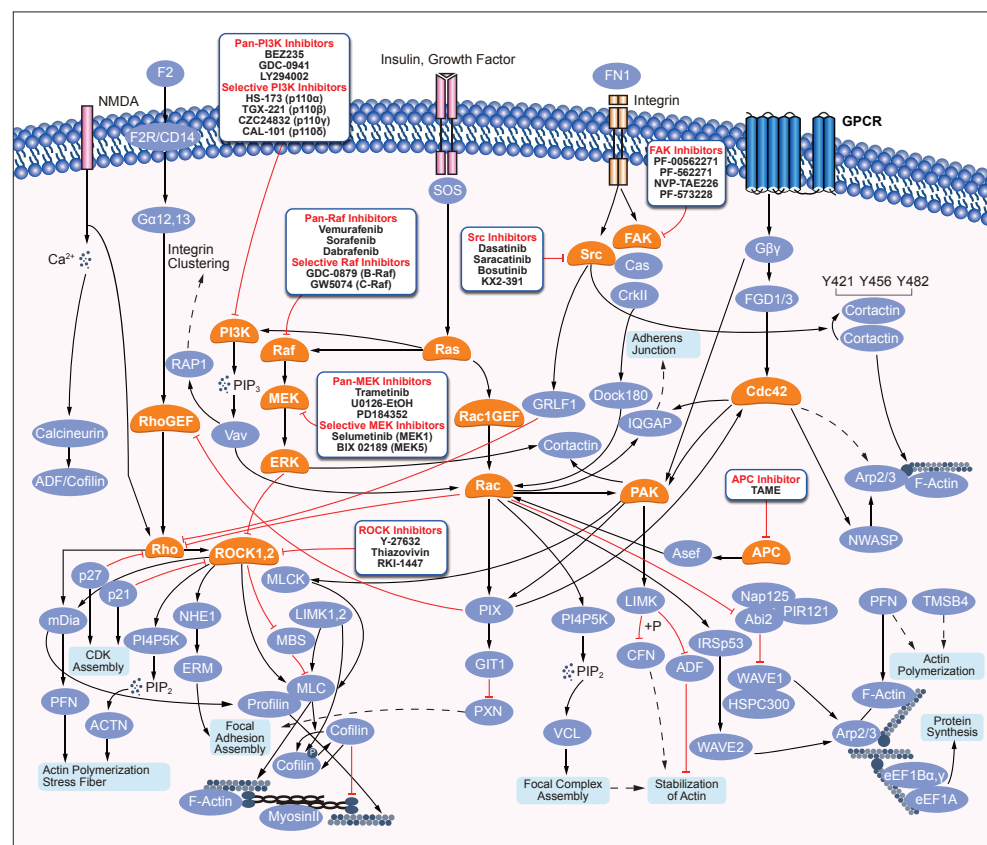 Pan-PI3K Inhibitors
BEZ235
GDC-0941
LY294002
Selective PI3K Inhibitors
HS-173 (p110α)
TGX-221 (p110β)
CZC24832 (p110γ)
CAL-101 (p110δ)
Insulin, Growth Factor
F2
FN1
NMDA
Integrin
GPCR
F2R/CD14
FAK Inhibitors
PF-00562271
PF-562271
NVP-TAE226
PF-573228
SOS
Gα12,13
Pan-Raf Inhibitors
Vemurafenib
Sorafenib
Dabrafenib
Selective Raf Inhibitors
GDC-0879 (B-Raf)
GW5074 (C-Raf)
Src Inhibitors
Dasatinib
Saracatinib
Bosutinib
KX2-391
FAK
Src
Cas
CrkII
Gβγ
Ca2+
Integrin
Clustering
Y421 Y456 Y482
FGD1/3
Cortactin
Cortactin
PI3K
Raf
Ras
Adherens
Junction
RAP1
PIP3
MEK
Pan-MEK Inhibitors
Trametinib
U0126-EtOH
PD184352
Selective MEK Inhibitors
Selumetinib (MEK1)
BIX 02189 (MEK5)
Rac1GEF
GRLF1
Dock180
IQGAP
Cdc42
RhoGEF
Calcineurin
Vav
ERK
Cortactin
ADF/Cofilin
Rac
PAK
APC Inhibitor
TAME
Arp2/3
F-Actin
NWASP
Rho
ROCK1,2
ROCK Inhibitors
Y-27632
Thiazovivin
RKI-1447
Asef
APC
p27
p21
MLCK
mDia
NHE1
LIMK1,2
PIX
PI4P5K
LIMK
+P
Nap125
Abi2
PIR121
PFN
TMSB4
PI4P5K
MBS
IRSp53
CDK
Assembly
ERM
GIT1
CFN
ADF
WAVE1
HSPC300
Actin
Polymerization
PIP2
MLC
PIP2
PFN
ACTN
Profilin
PXN
F-Actin
Focal
Adhesion
Assembly
Cofilin
P
Cofilin
VCL
WAVE2
Arp2/3
Protein
Synthesis
Actin Polymerization
Stress Fiber
Focal Complex
Assembly
Stabilization
of Actin
eEF1Bα,γ
eEF1A
F-Actin
MyosinII